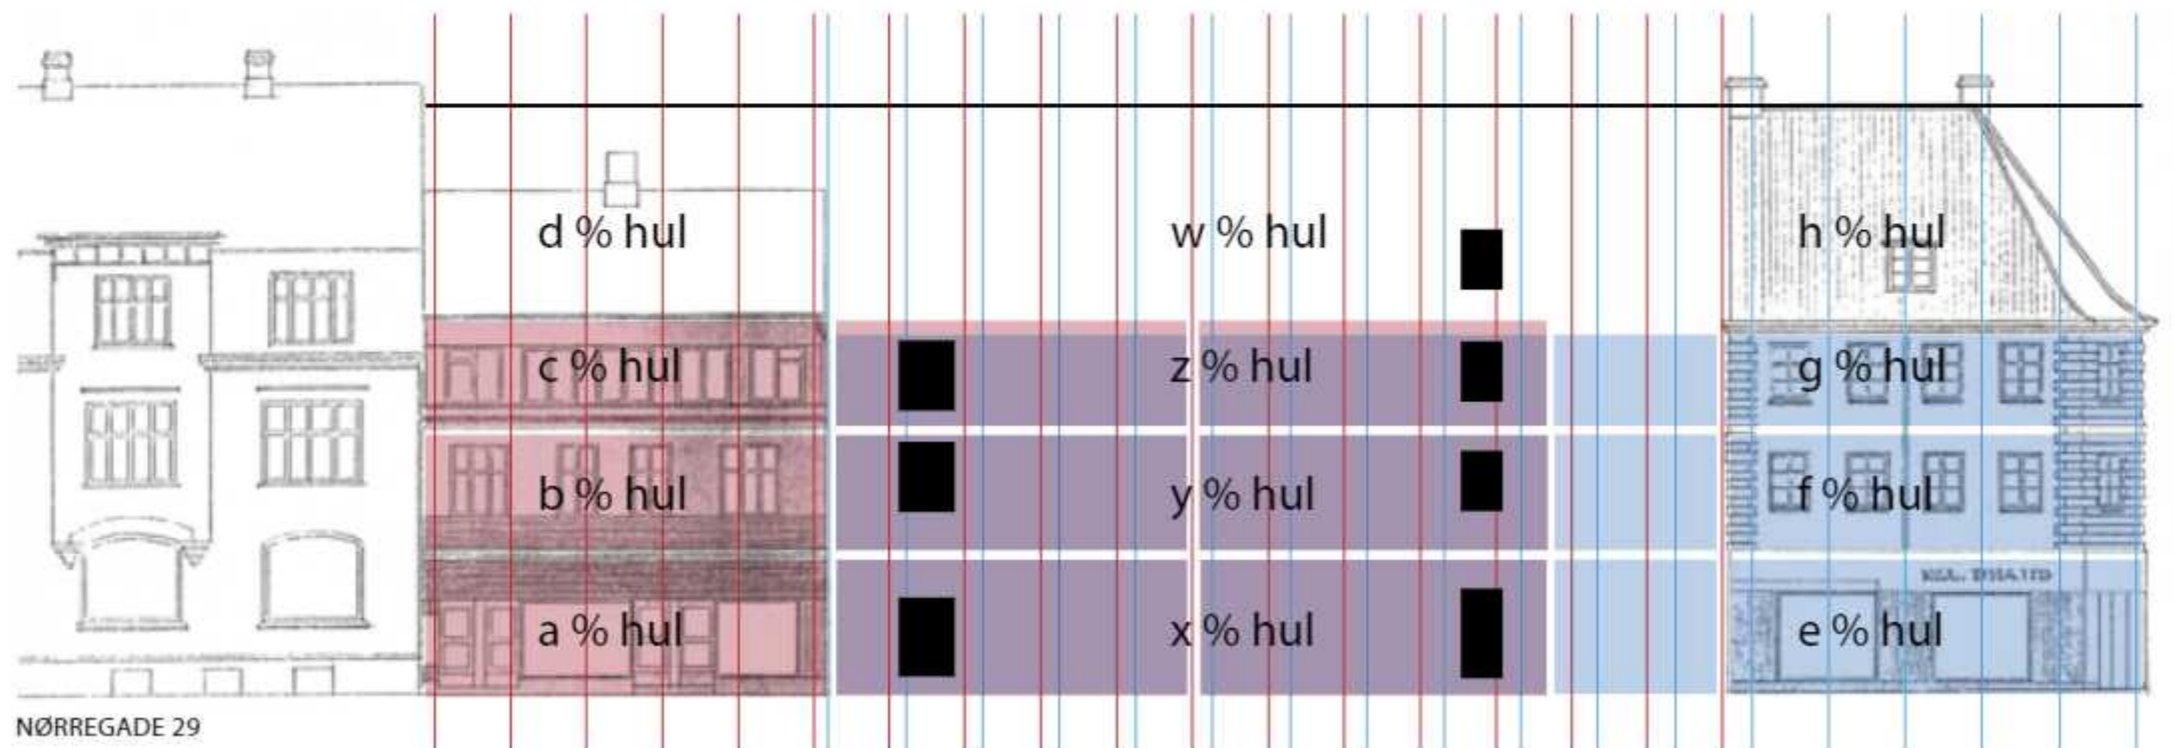 d % hul w % hul h % hul
c % hul z % hul g % hul
b % hul y % hul f % hul
a % hul x % hul e % hul
NØRREGADE 29